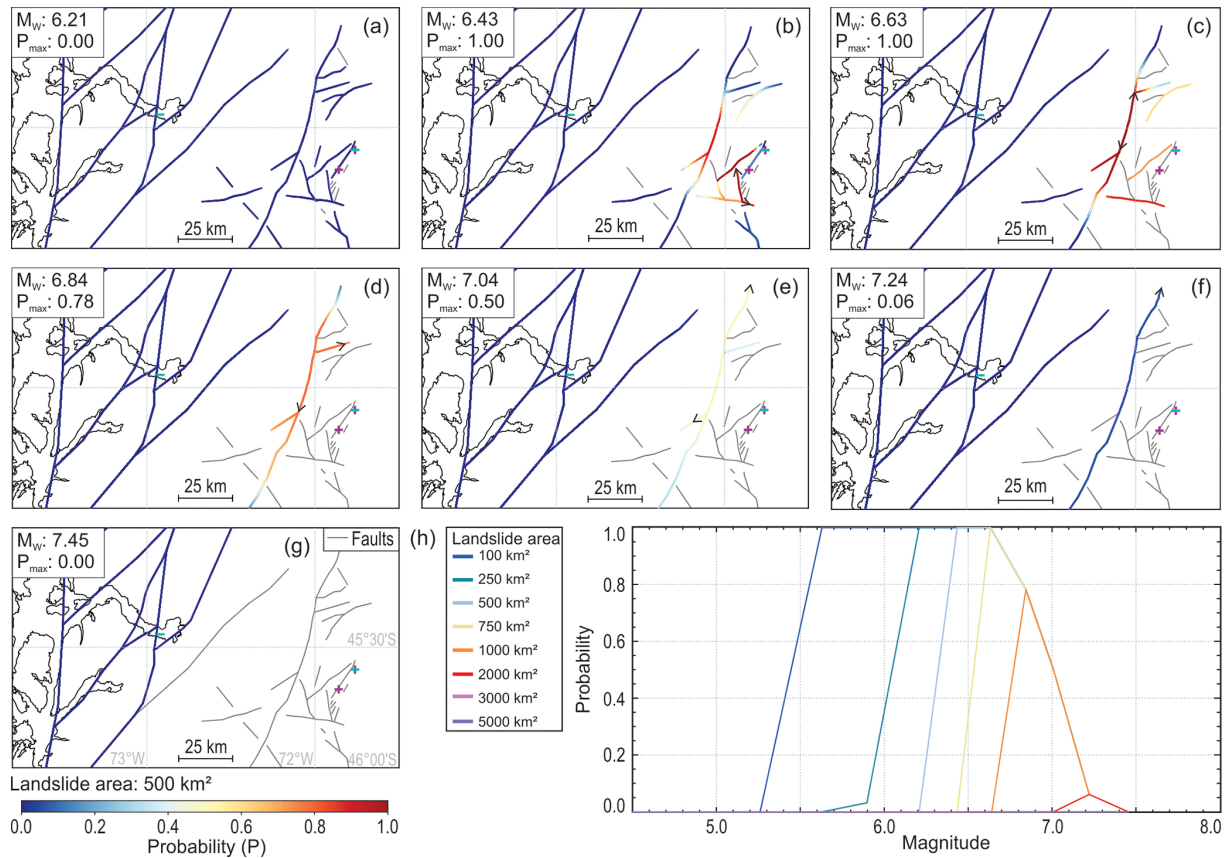 M_W: 6.21
P_max: 0.00
(a)
25 km
M_W: 6.43
P_max: 1.00
(b)
25 km
M_W: 6.63
P_max: 1.00
(c)
25 km
M_W: 6.84
P_max: 0.78
(d)
25 km
M_W: 7.04
P_max: 0.50
(e)
25 km
M_W: 7.24
P_max: 0.06
(f)
25 km
M_W: 7.45
P_max: 0.00
(g)
Faults
45°30'S
25 km
73°W
72°W
46°00'S
Landslide area: 500 km²
0.0 0.2 0.4 0.6 0.8 1.0
Probability (P)
(h)
Landslide area
100 km²
250 km²
500 km²
750 km²
1000 km²
2000 km²
3000 km²
5000 km²
Probability
1.0
0.8
0.6
0.4
0.2
0.0
5.0 6.0 7.0 8.0
Magnitude